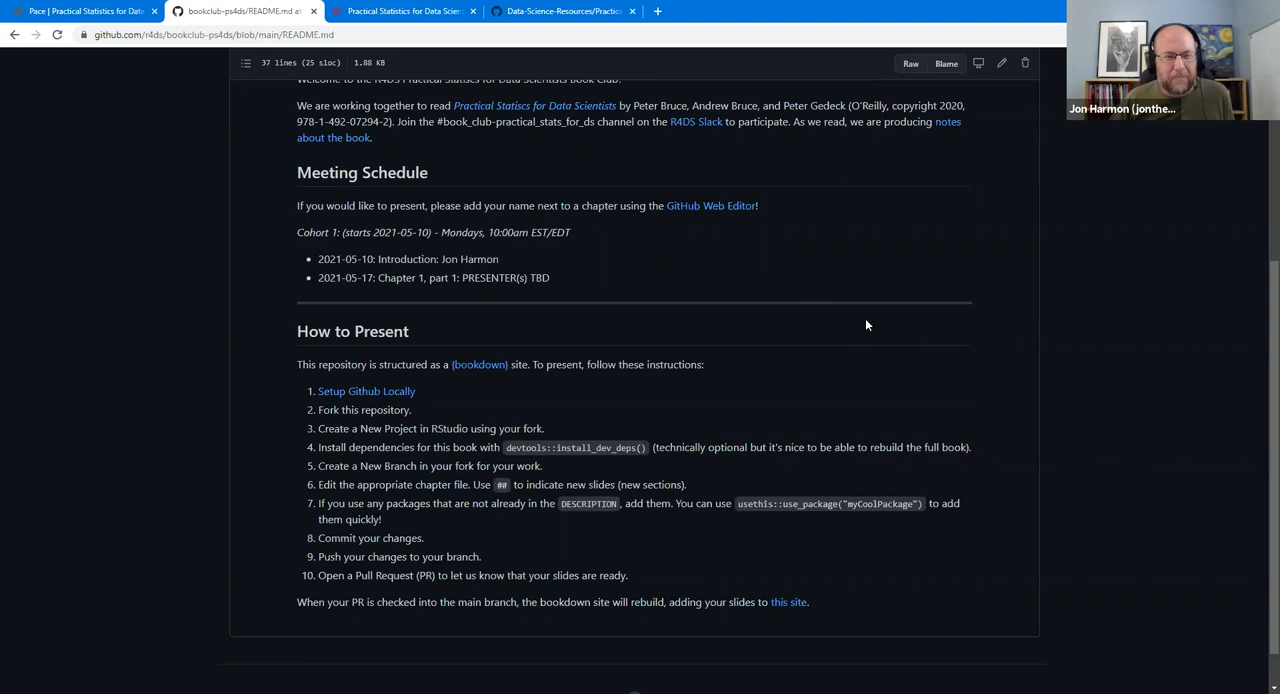 Pace | Practical Statistics for Data
bookclub-ps4ds/README.md at
Practical Statistics for Data Scien
Data-Science-Resources/Practic
github.com/r4ds/bookclub-ps4ds/blob/main/README.md
37 lines (25 sloc) 1.88 KB
Raw Blame
Welcome to the R4DS Practical Statistics for Data Scientists Book Club!
We are working together to read Practical Statiscs for Data Scientists by Peter Bruce, Andrew Bruce, and Peter Gedeck (O'Reilly, copyright 2020,
978-1-492-07294-2). Join the #book_club-practical_stats_for_ds channel on the R4DS Slack to participate. As we read, we are producing notes
about the book.
Meeting Schedule
If you would like to present, please add your name next to a chapter using the GitHub Web Editor!
Cohort 1: (starts 2021-05-10) - Mondays, 10:00am EST/EDT
• 2021-05-10: Introduction: Jon Harmon
• 2021-05-17: Chapter 1, part 1: PRESENTER(s) TBD
How to Present
This repository is structured as a {bookdown} site. To present, follow these instructions:
1. Setup Github Locally
2. Fork this repository.
3. Create a New Project in RStudio using your fork.
4. Install dependencies for this book with devtools::install_dev_deps() (technically optional but it's nice to be able to rebuild the full book).
5. Create a New Branch in your fork for your work.
6. Edit the appropriate chapter file. Use ## to indicate new slides (new sections).
7. If you use any packages that are not already in the DESCRIPTION, add them. You can use usethis::use_package("myCoolPackage") to add
them quickly!
8. Commit your changes.
9. Push your changes to your branch.
10. Open a Pull Request (PR) to let us know that your slides are ready.
When your PR is checked into the main branch, the bookdown site will rebuild, adding your slides to this site.
Jon Harmon (jonthe...